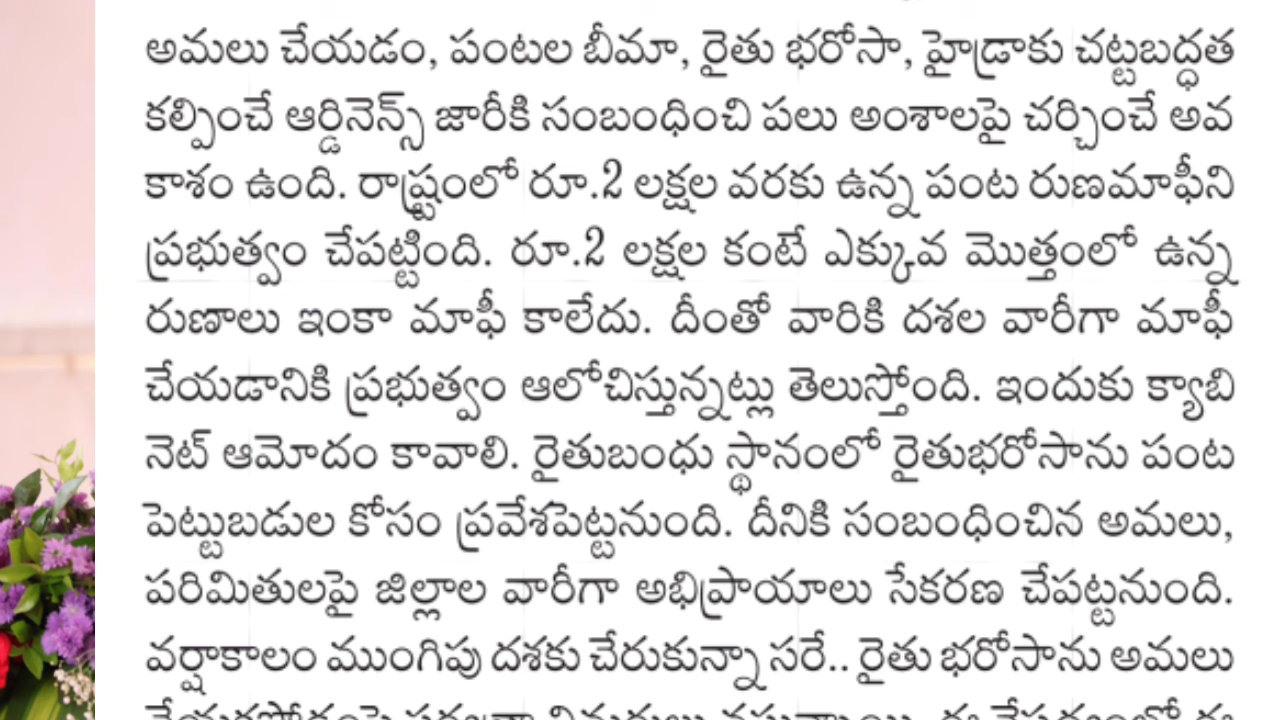 అమలు చేయడం, పంటల బీమా, రైతు భరోసా, హైడ్రాకు చట్టబద్ధత
కల్పించే ఆర్డినెన్స్ జారీకి సంబంధించి పలు అంశాలపై చర్చించే అవ
కాశం ఉంది. రాష్ట్రంలో రూ.2 లక్షల వరకు ఉన్న పంట రుణమాఫీని
ప్రభుత్వం చేపట్టింది. రూ.2 లక్షల కంటే ఎక్కువ మొత్తంలో ఉన్న
రుణాలు ఇంకా మాఫీ కాలేదు. దీంతో వారికి దశల వారీగా మాఫీ
చేయడానికి ప్రభుత్వం ఆలోచిస్తున్నట్లు తెలుస్తోంది. ఇందుకు క్యాబి
నెట్ ఆమోదం కావాలి. రైతుబంధు స్థానంలో రైతుభరోసాను పంట
పెట్టుబడుల కోసం ప్రవేశపెట్టనుంది. దీనికి సంబంధించిన అమలు,
పరిమితులపై జిల్లాల వారీగా అభిప్రాయాలు సేకరణ చేపట్టనుంది.
వర్షాకాలం ముంగిపు దశకు చేరుకున్నా సరే.. రైతు భరోసాను అమలు